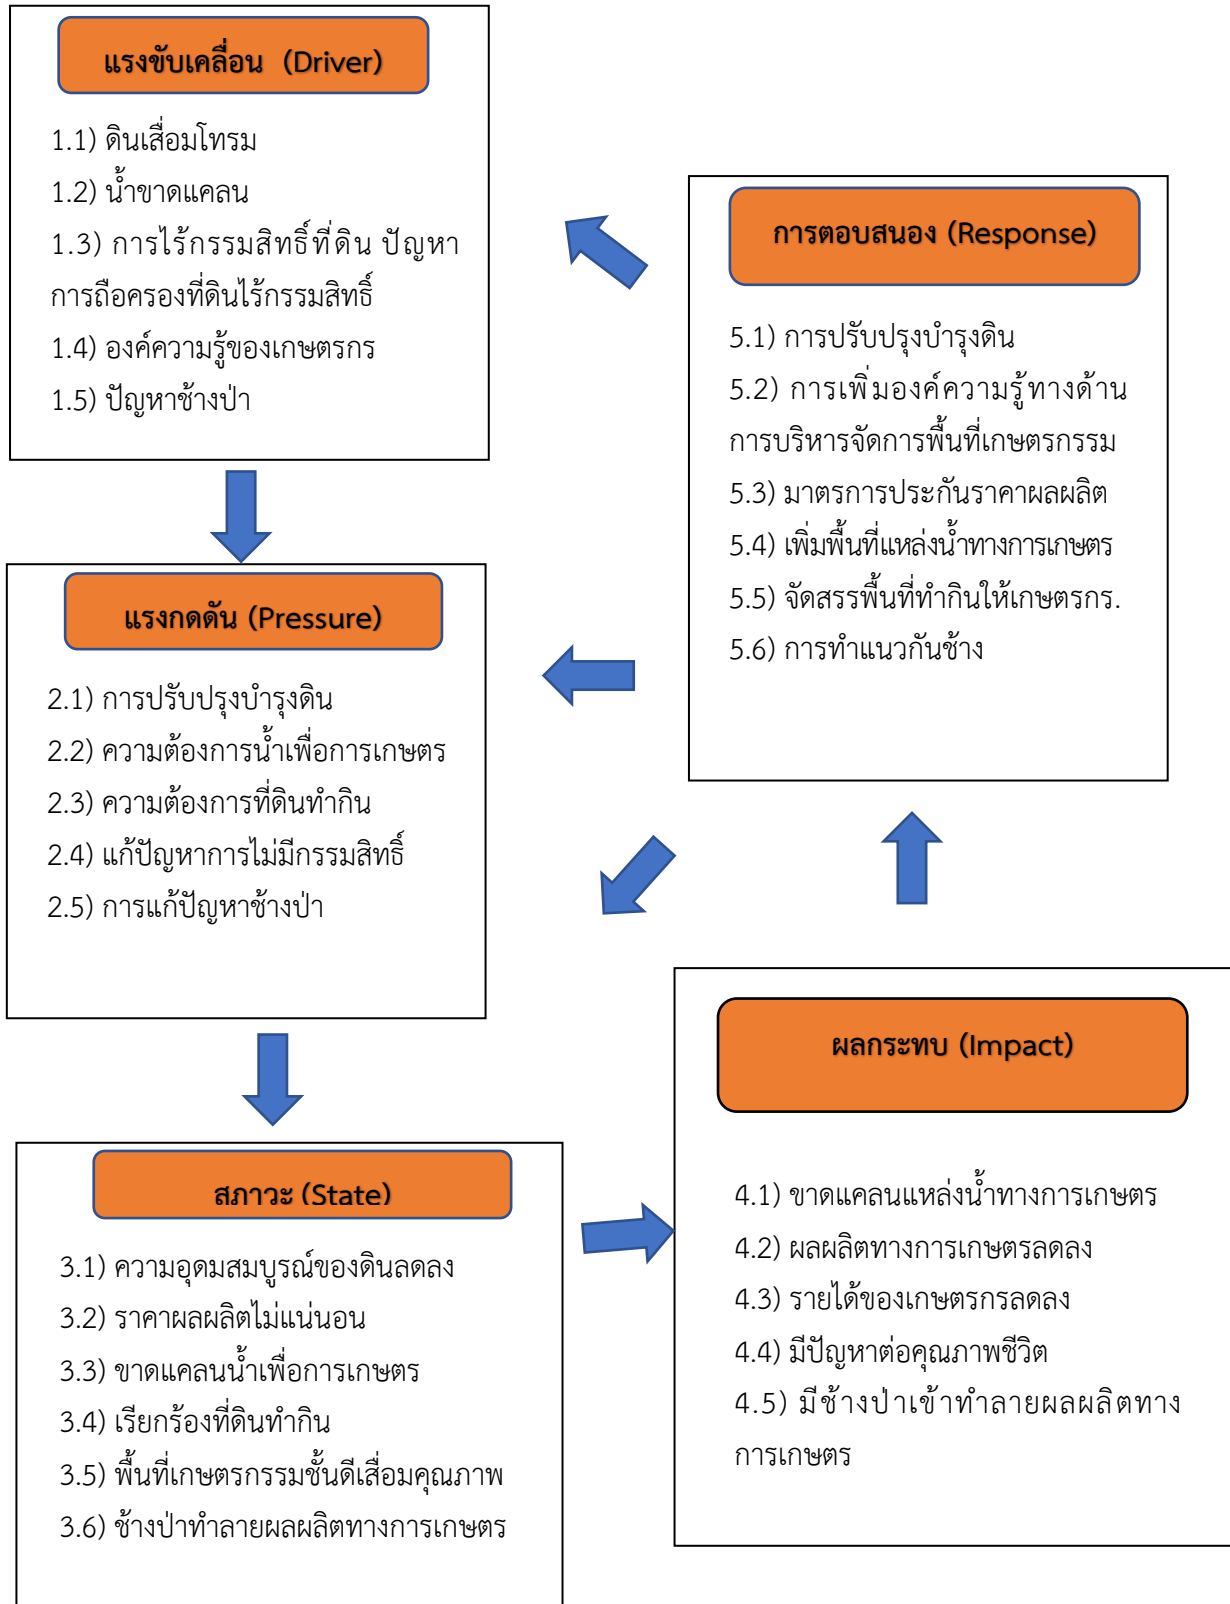 แรงขับเคลื่อน (Driver)
1.1) ดินเสื่อมโทรม
1.2) น้ำขาดแคลน
1.3) การไร้กรรมสิทธิ์ที่ดิน ปัญหา
การถือครองที่ดินไร้กรรมสิทธิ์
1.4) องค์ความรู้ของเกษตรกร
1.5) ปัญหาช้างป่า
แรงกดดัน (Pressure)
2.1) การปรับปรุงบำรุงดิน
2.2) ความต้องการน้ำเพื่อการเกษตร
2.3) ความต้องการที่ดินทำกิน
2.4) แก้ปัญหาการไม่มีกรรมสิทธิ์
2.5) การแก้ปัญหาช้างป่า
สภาวะ (State)
3.1) ความอุดมสมบูรณ์ของดินลดลง
3.2) ราคาผลผลิตไม่แน่นอน
3.3) ขาดแคลนน้ำเพื่อการเกษตร
3.4) เรียกร้องที่ดินทำกิน
3.5) พื้นที่เกษตรกรรมชั้นดีเสื่อมคุณภาพ
3.6) ช้างป่าทำลายผลผลิตทางการเกษตร
ผลกระทบ (Impact)
4.1) ขาดแคลนแหล่งน้ำทางการเกษตร
4.2) ผลผลิตทางการเกษตรลดลง
4.3) รายได้ของเกษตรกรลดลง
4.4) มีปัญหาต่อคุณภาพชีวิต
4.5) มีช้างป่าเข้าทำลายผลผลิตทาง
การเกษตร
การตอบสนอง (Response)
5.1) การปรับปรุงบำรุงดิน
5.2) การเพิ่มองค์ความรู้ทางด้าน
การบริหารจัดการพื้นที่เกษตรกรรม
5.3) มาตรการประกันราคาผลผลิต
5.4) เพิ่มพื้นที่แหล่งน้ำทางการเกษตร
5.5) จัดสรรพื้นที่ทำกินให้เกษตรกร.
5.6) การทำแนวกันช้าง